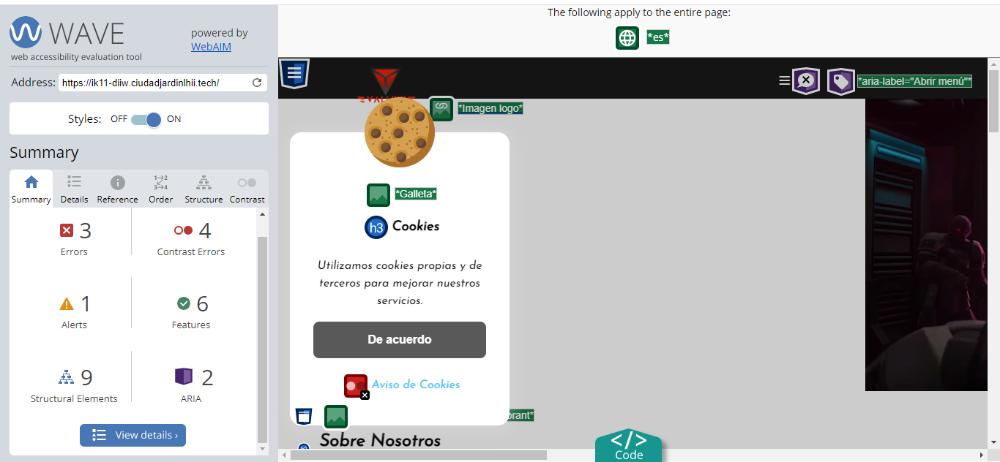 WAVE
web accessibility evaluation tool
powered by
WebAIM
Address: https://ik11-diiw.ciudadjardinlhii.tech/
Styles: OFF ON
Summary
Summary Details Reference Order Structure Contrast
3
Errors
4
Contrast Errors
1
Alerts
6
Features
9
Structural Elements
2
ARIA
View details ›
The following apply to the entire page:
*es*
*aria-label="Abrir menú"*
*Imagen logo*
*Galleta*
h3 Cookies
Utilizamos cookies propias y de
terceros para mejorar nuestros
servicios.
De acuerdo
Aviso de Cookies
orant*
Sobre Nosotros
</>
Code